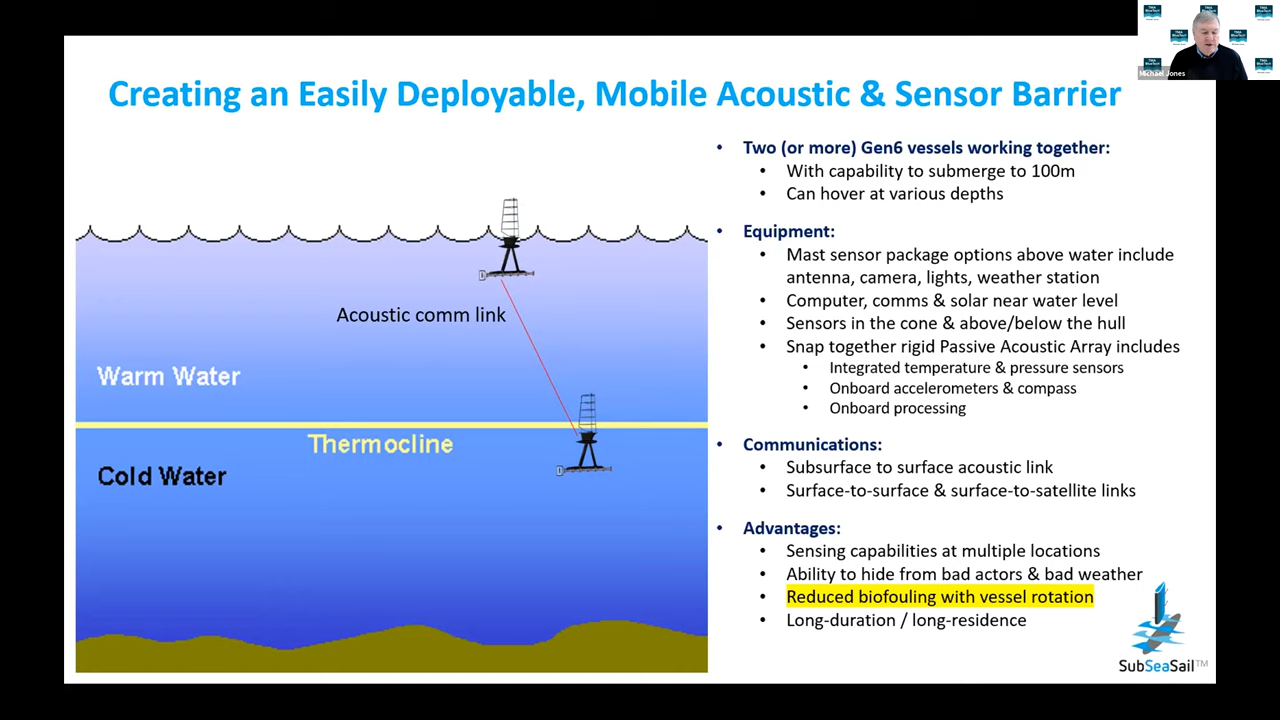 Michael Jones
Creating an Easily Deployable, Mobile Acoustic & Sensor Barrier
Acoustic comm link
Warm Water
Thermocline
Cold Water
• Two (or more) Gen6 vessels working together:
• With capability to submerge to 100m
• Can hover at various depths
• Equipment:
• Mast sensor package options above water include
antenna, camera, lights, weather station
• Computer, comms & solar near water level
• Sensors in the cone & above/below the hull
• Snap together rigid Passive Acoustic Array includes
• Integrated temperature & pressure sensors
• Onboard accelerometers & compass
• Onboard processing
• Communications:
• Subsurface to surface acoustic link
• Surface-to-surface & surface-to-satellite links
• Advantages:
• Sensing capabilities at multiple locations
• Ability to hide from bad actors & bad weather
• Reduced biofouling with vessel rotation
• Long-duration / long-residence
SubSeaSail™